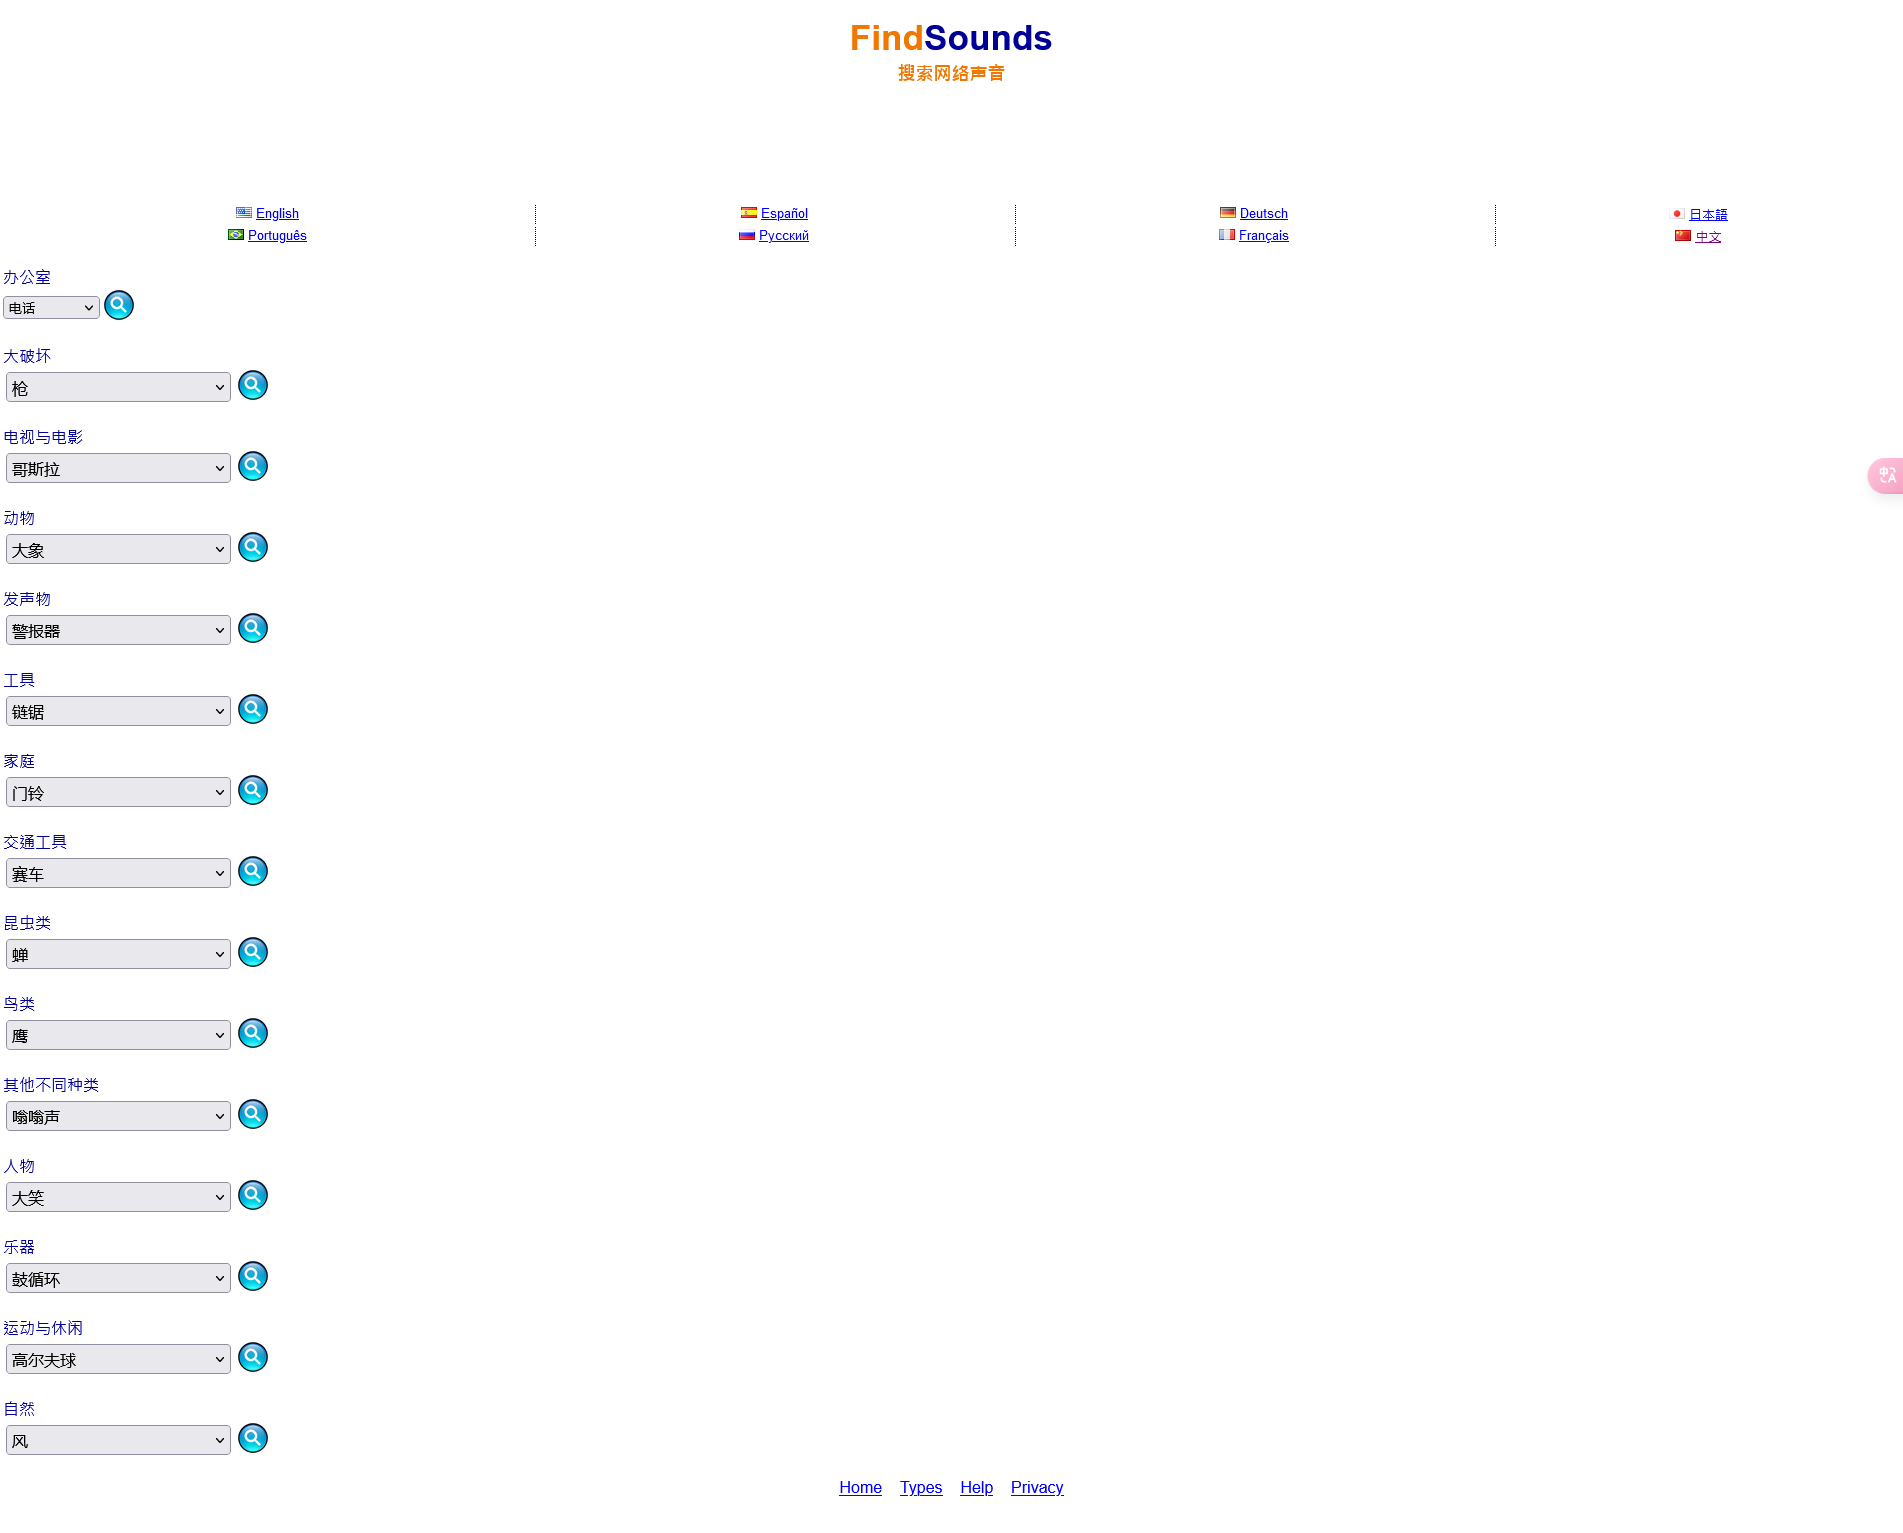 FindSounds
搜索网络声音
English Español Deutsch 日本語
Português Русский Français 中文
办公室
电话
大破坏
枪
电视与电影
哥斯拉
动物
大象
发声物
警报器
工具
链锯
家庭
门铃
交通工具
赛车
昆虫类
蝉
鸟类
鹰
其他不同种类
嗡嗡声
人物
大笑
乐器
鼓循环
运动与休闲
高尔夫球
自然
风
Home Types Help Privacy